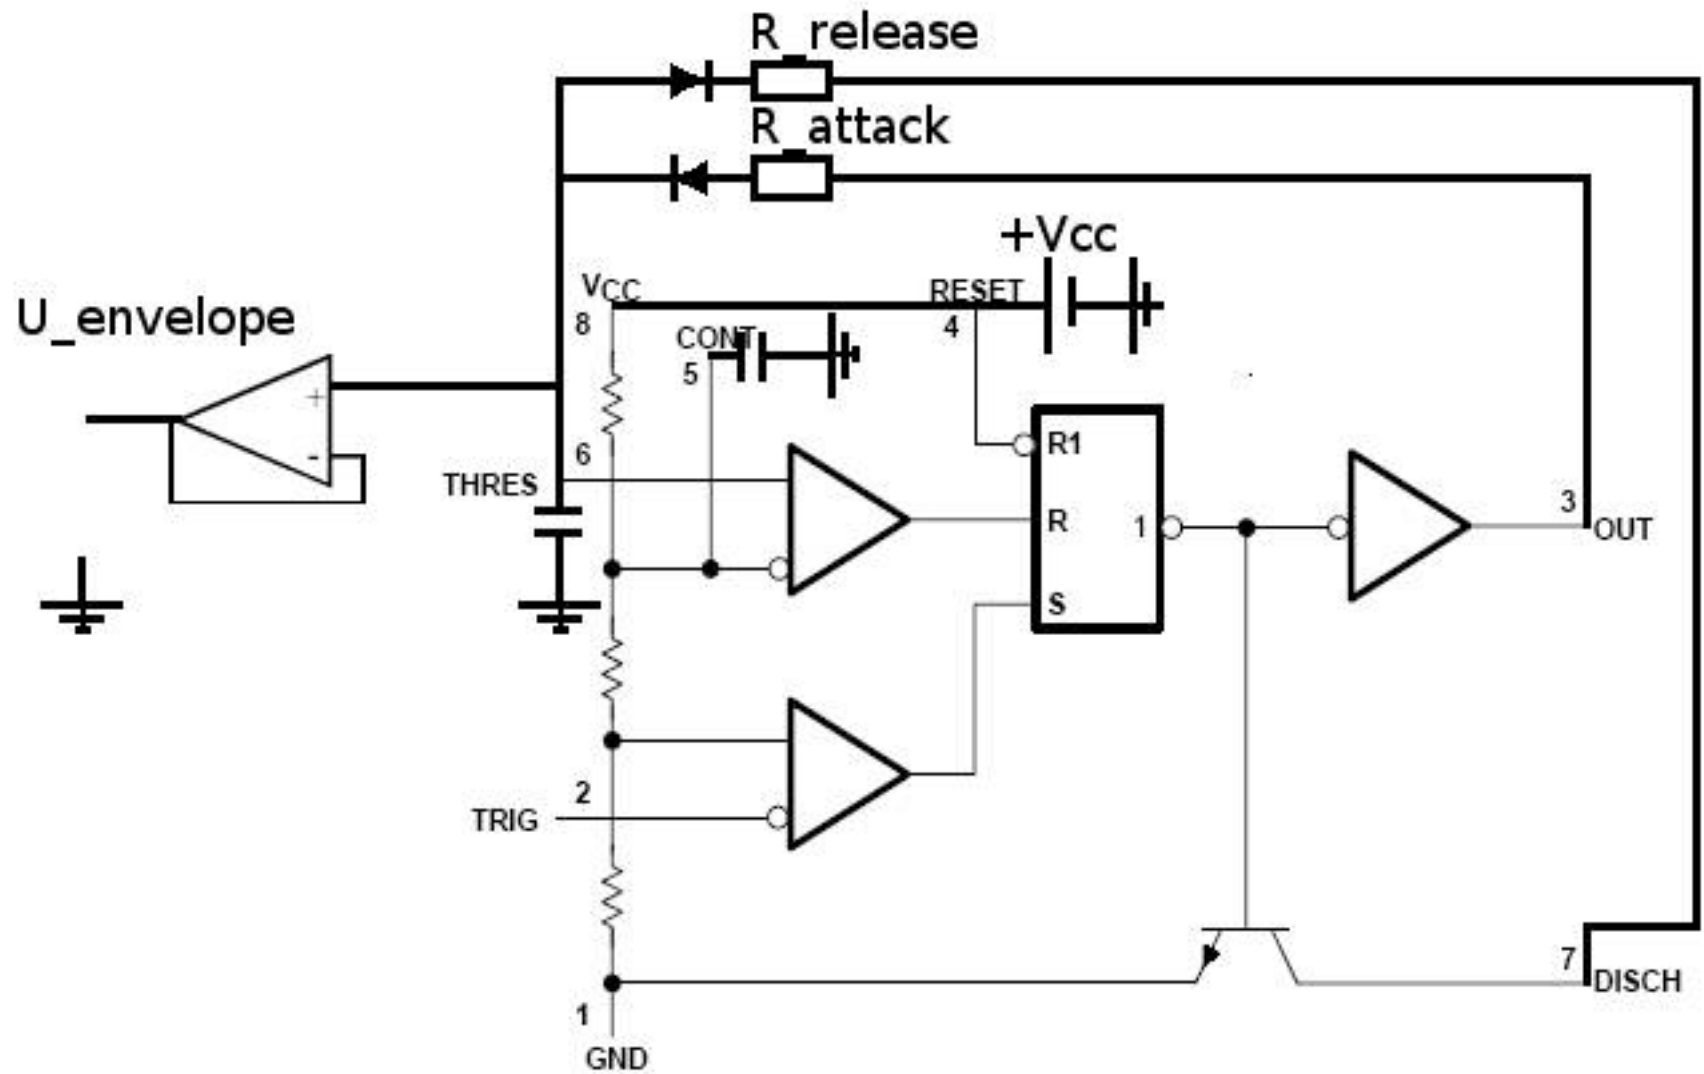 R_release
R_attack
+Vcc
U_envelope
VCC
8
RESET
4
CONT
5
+
-
6
THRES
R1
R
1
S
3
OUT
2
TRIG
7
DISCH
1
GND